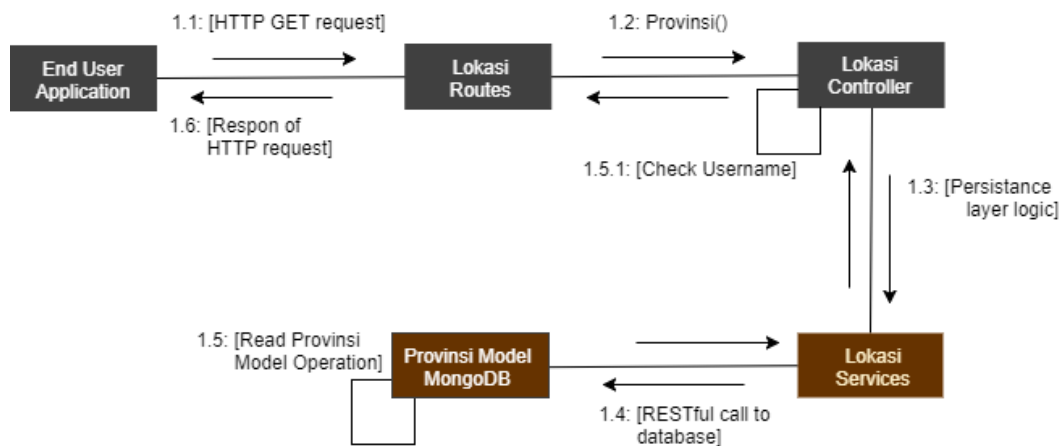 1.1: [HTTP GET request]
1.2: Provinsi()
End User
Application
Lokasi
Routes
Lokasi
Controller
1.6: [Respon of
HTTP request]
1.5.1: [Check Username]
1.3: [Persistance
layer logic]
1.5: [Read Provinsi
Model Operation]
Provinsi Model
MongoDB
Lokasi
Services
1.4: [RESTful call to
database]